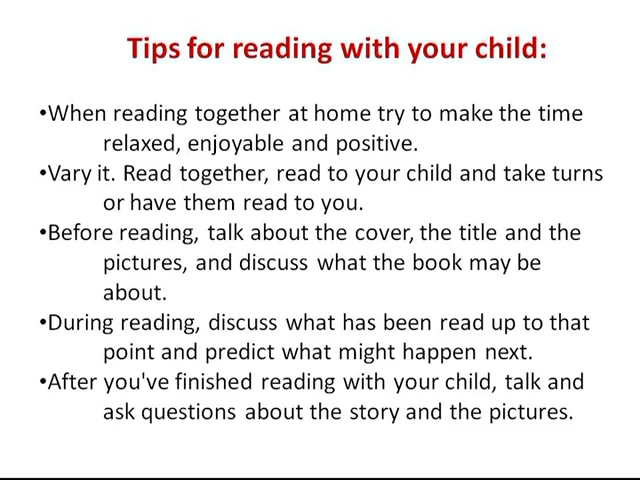 Tips for reading with your child:
•When reading together at home try to make the time
relaxed, enjoyable and positive.
•Vary it. Read together, read to your child and take turns
or have them read to you.
•Before reading, talk about the cover, the title and the
pictures, and discuss what the book may be
about.
•During reading, discuss what has been read up to that
point and predict what might happen next.
•After you've finished reading with your child, talk and
ask questions about the story and the pictures.